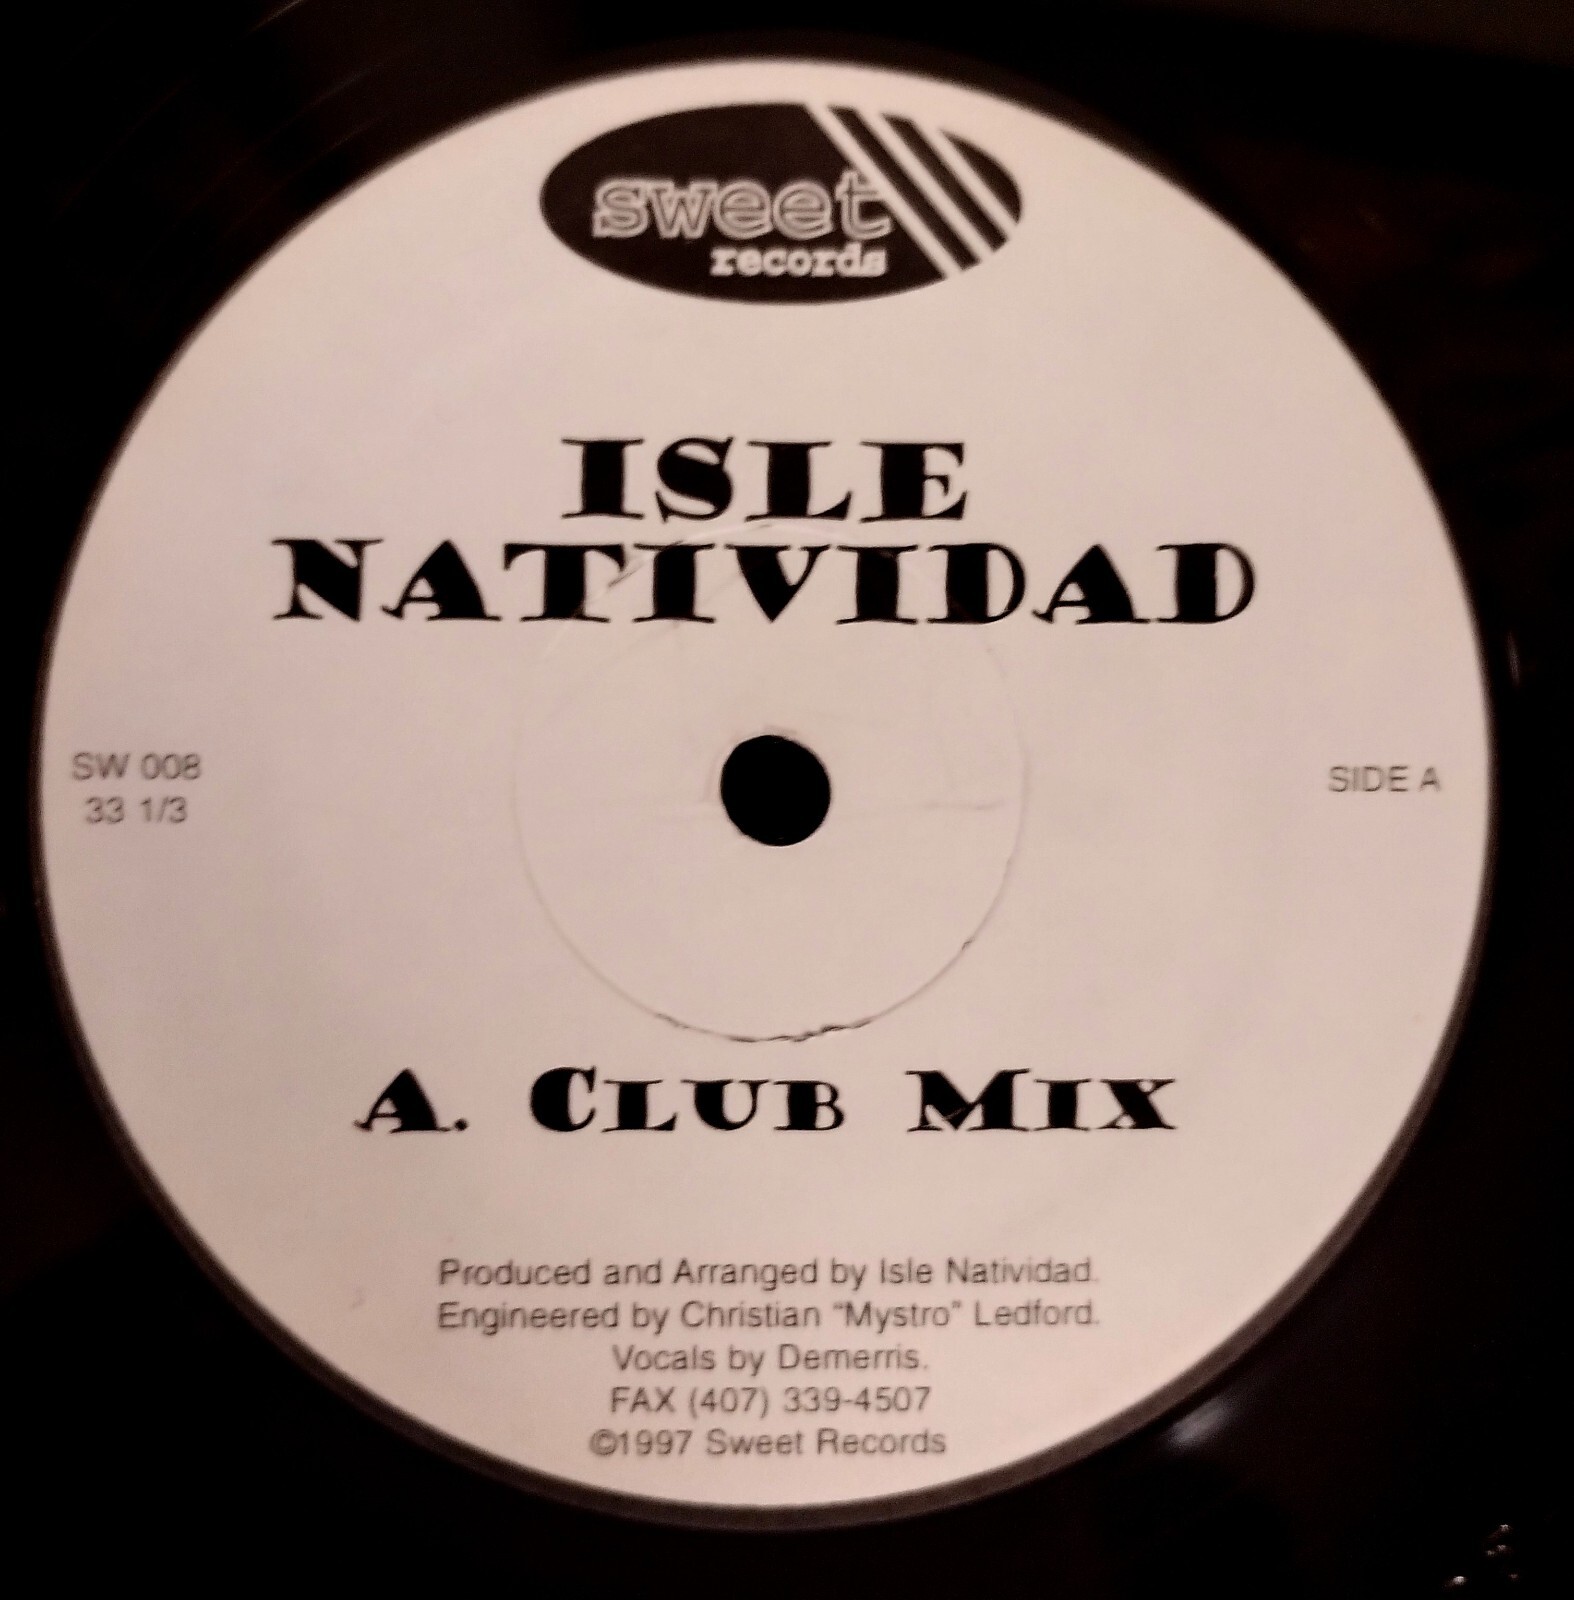 sweet
records
ISLE
NATIVIDAD
SW 008
33 1/3
SIDE A
A. CLUB MIX
Produced and Arranged by Isle Natividad.
Engineered by Christian "Mystro" Ledford.
Vocals by Demerris.
FAX (407) 339-4507
©1997 Sweet Records